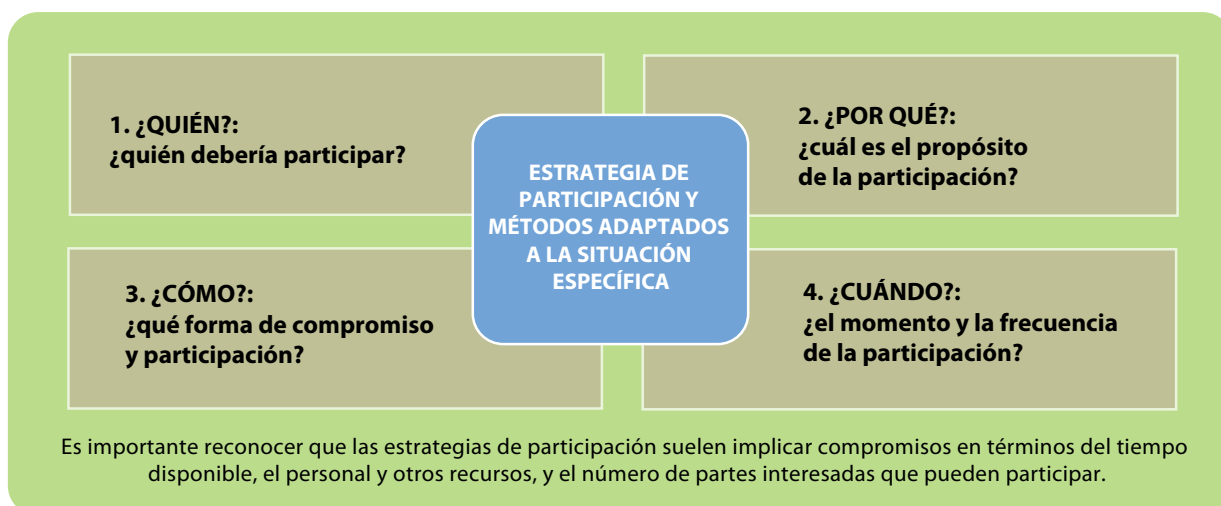 1. ¿QUIÉN?:
¿quién debería participar?
2. ¿POR QUÉ?:
¿cuál es el propósito
de la participación?
ESTRATEGIA DE
PARTICIPACIÓN Y
MÉTODOS ADAPTADOS
A LA SITUACIÓN
ESPECÍFICA
3. ¿CÓMO?:
¿qué forma de compromiso
y participación?
4. ¿CUÁNDO?:
¿el momento y la frecuencia
de la participación?
Es importante reconocer que las estrategias de participación suelen implicar compromisos en términos del tiempo
disponible, el personal y otros recursos, y el número de partes interesadas que pueden participar.